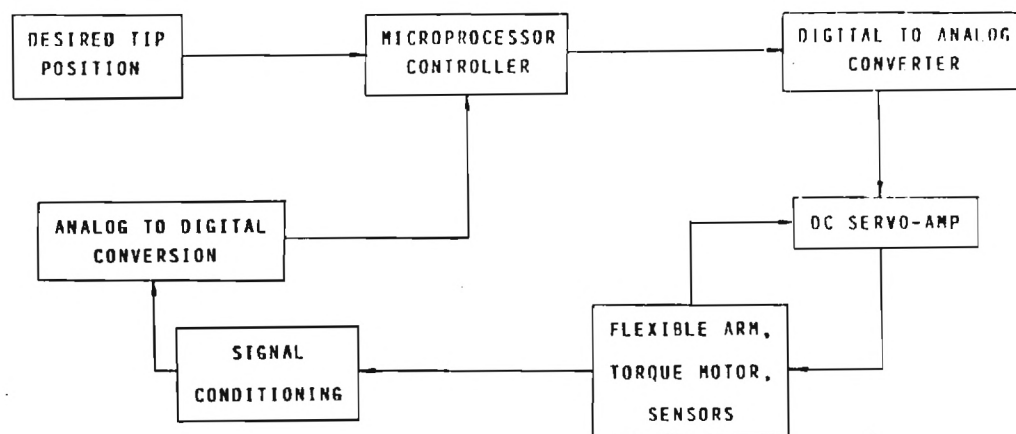 DESIRED TIP
POSITION
MICROPROCESSOR
CONTROLLER
DIGITAL TO ANALOG
CONVERTER
ANALOG TO DIGITAL
CONVERSION
DC SERVO-AMP
SIGNAL
CONDITIONING
FLEXIBLE ARM,
TORQUE MOTOR,
SENSORS